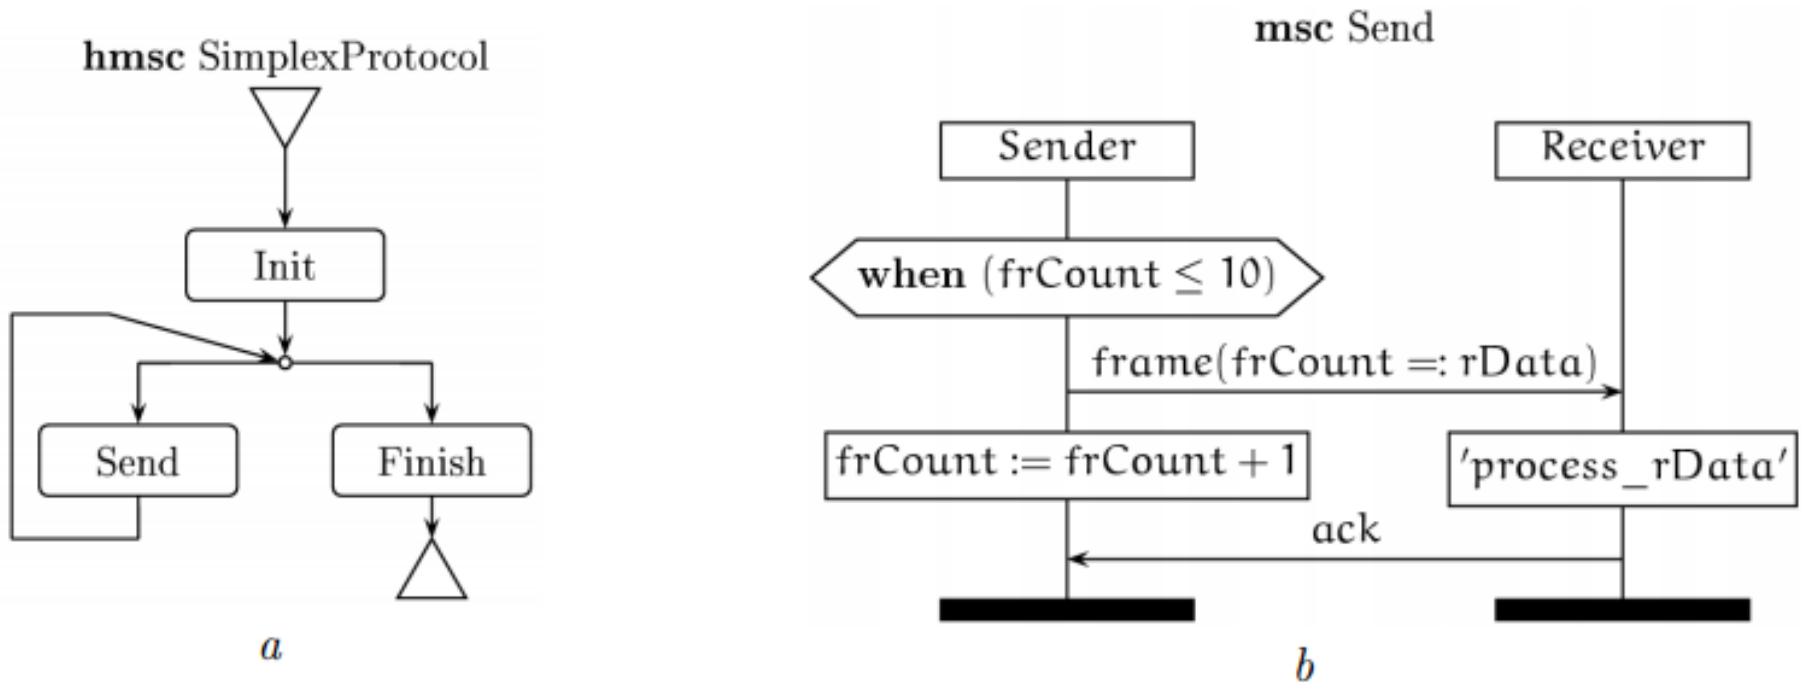 hmsc SimplexProtocol
Init
Send
Finish
a
msc Send
Sender
Receiver
when (frCount ≤ 10)
frame(frCount =: rData)
frCount := frCount + 1
'process_rData'
ack
b